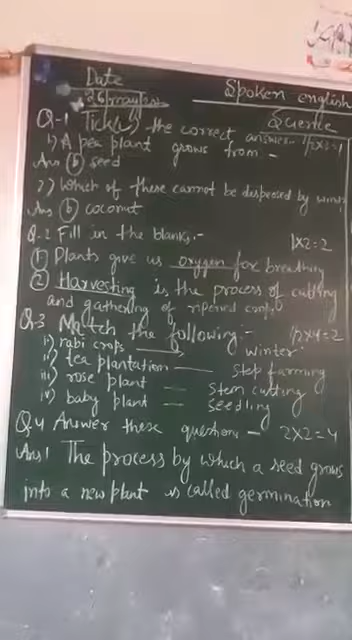 Date
26 may
Spoken english
Science
Q-1 Tick(✓) the correct answer- 1/2x2=1
1) A pea plant grows from -
Ans (b) seed
2) Which of these cannot be dispersed by wind
Ans (b) coconut
Q-2 Fill in the blanks:- 1x2=2
(1) Plants give us oxygen for breathing
(2) Harvesting is the process of cutting
and gathering of ripened crops
Q-3 Match the following:- 1/2x4=2
i) rabi crops winter
ii) tea plantation — step farming
iii) rose plant — stem cutting
iv) baby plant — seedling
Q4 Answer these questions - 2x2=4
Ans1 The process by which a seed grows
into a new plant is called germination